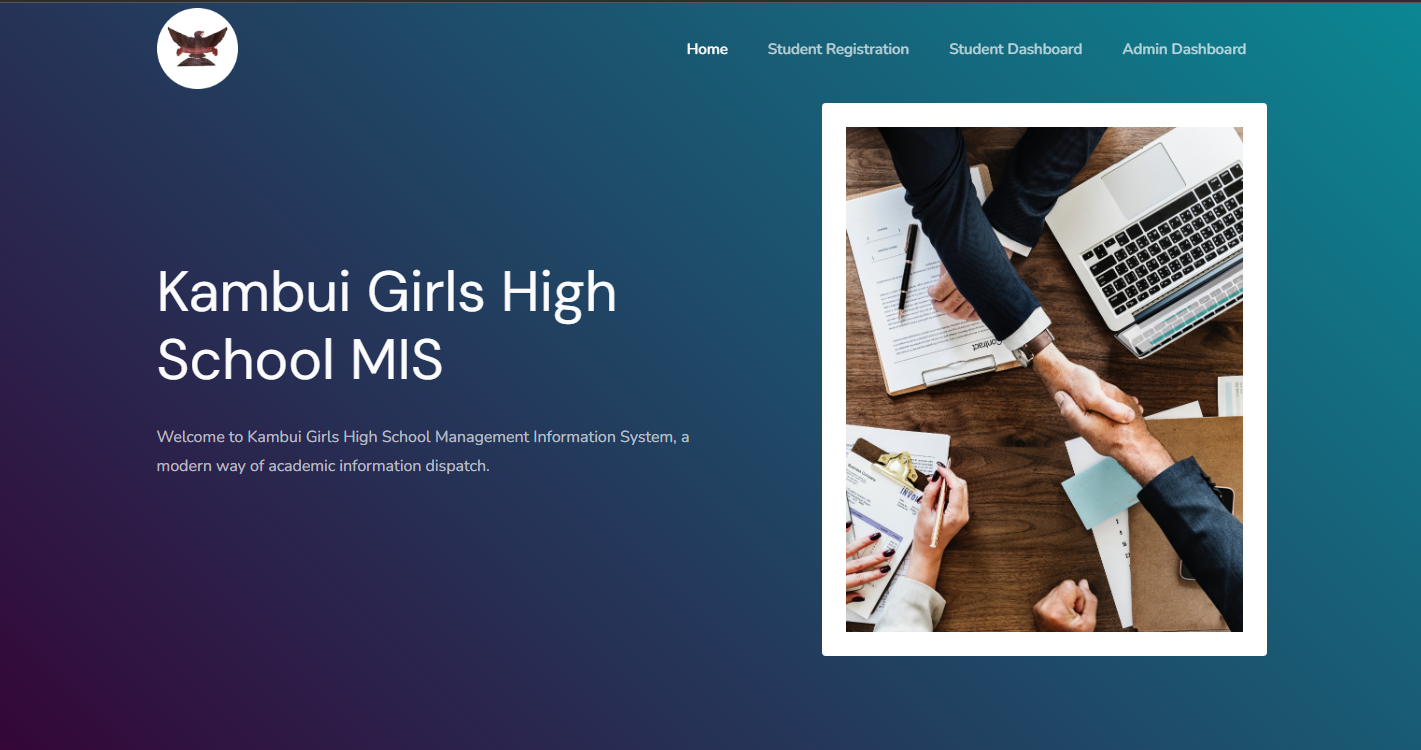 Home Student Registration Student Dashboard Admin Dashboard
Kambui Girls High
School MIS
Welcome to Kambui Girls High School Management Information System, a
modern way of academic information dispatch.
Contract